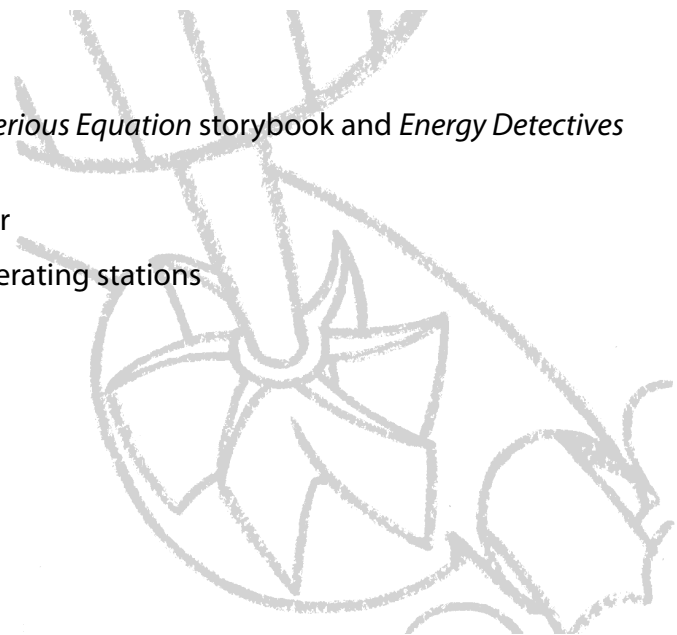 erious Equation storybook and Energy Detectives
r
erating stations